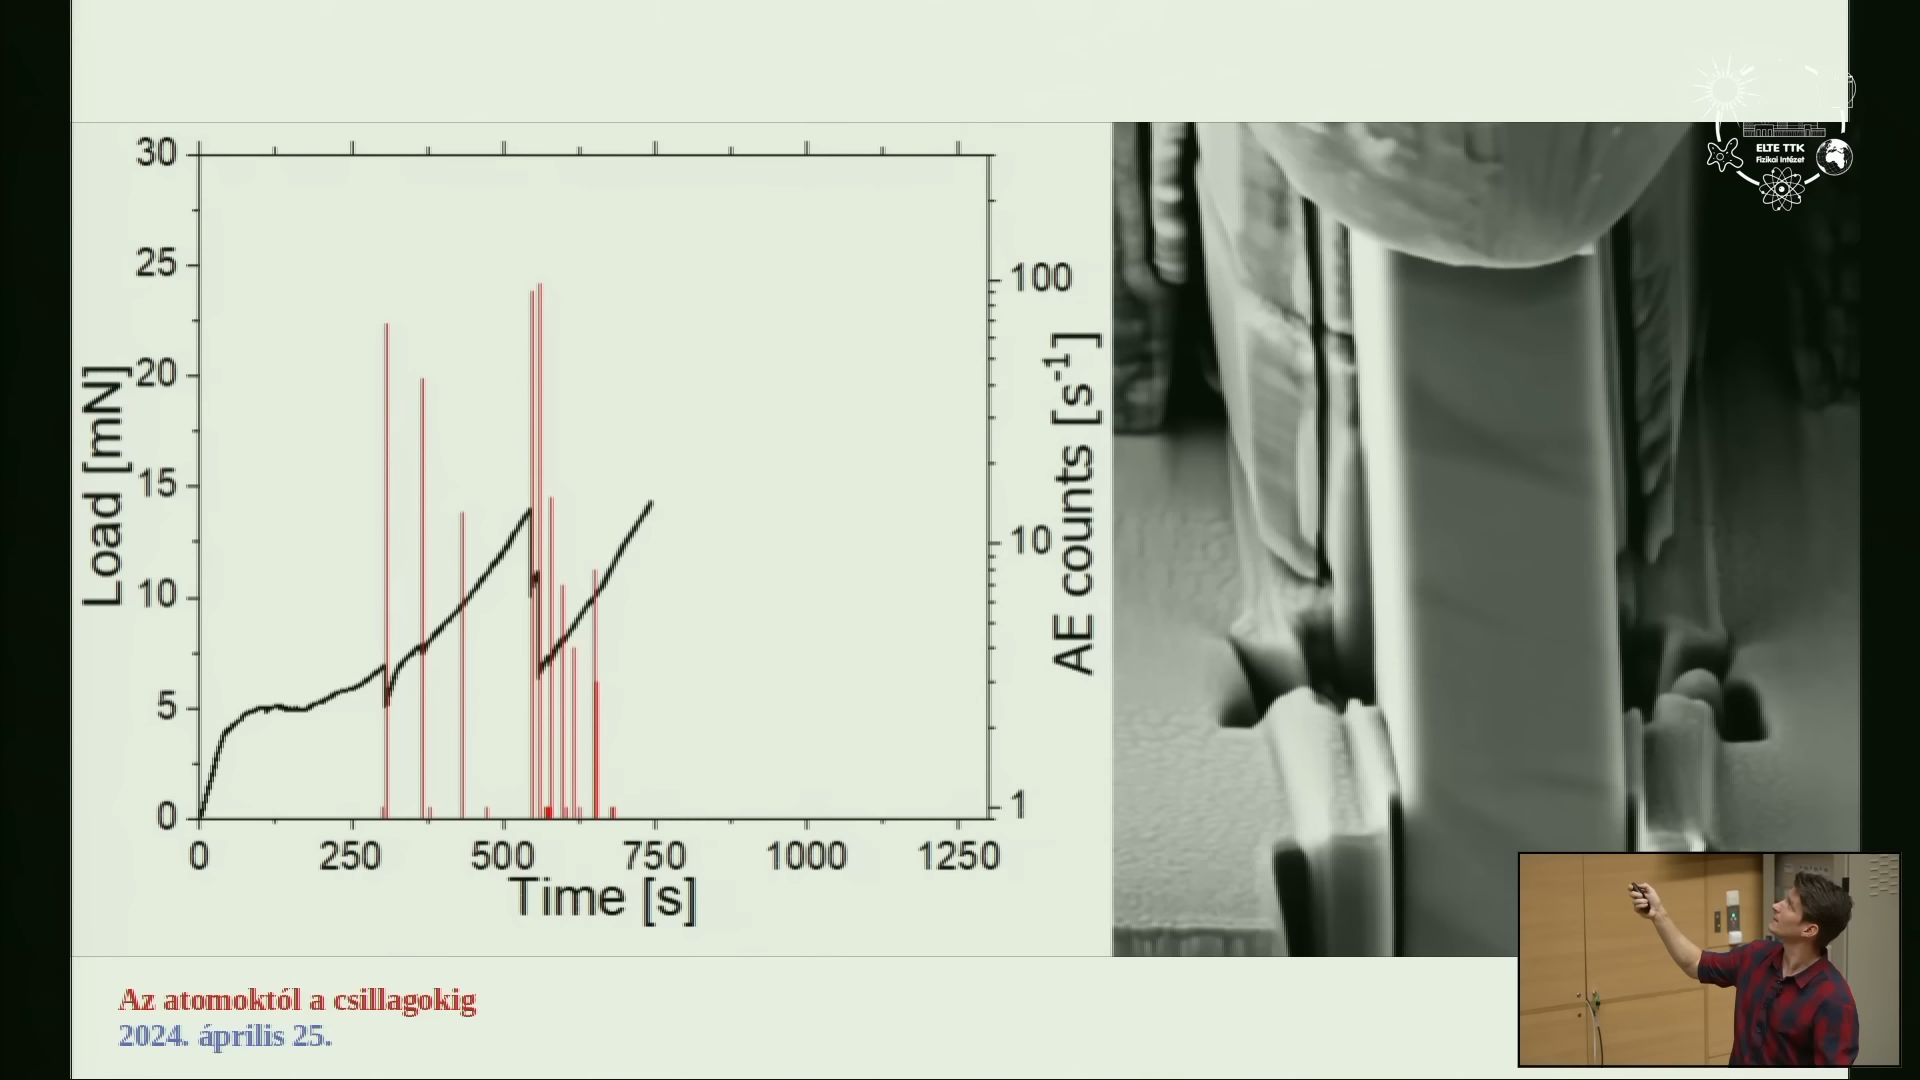 30
25
20
15
10
5
0
Load [mN]
0 250 500 750 1000 1250
Time [s]
100
10
1
AE counts [s⁻¹]
ELTE TTK
Fizikai Intézet
Az atomoktól a csillagokig
2024. április 25.